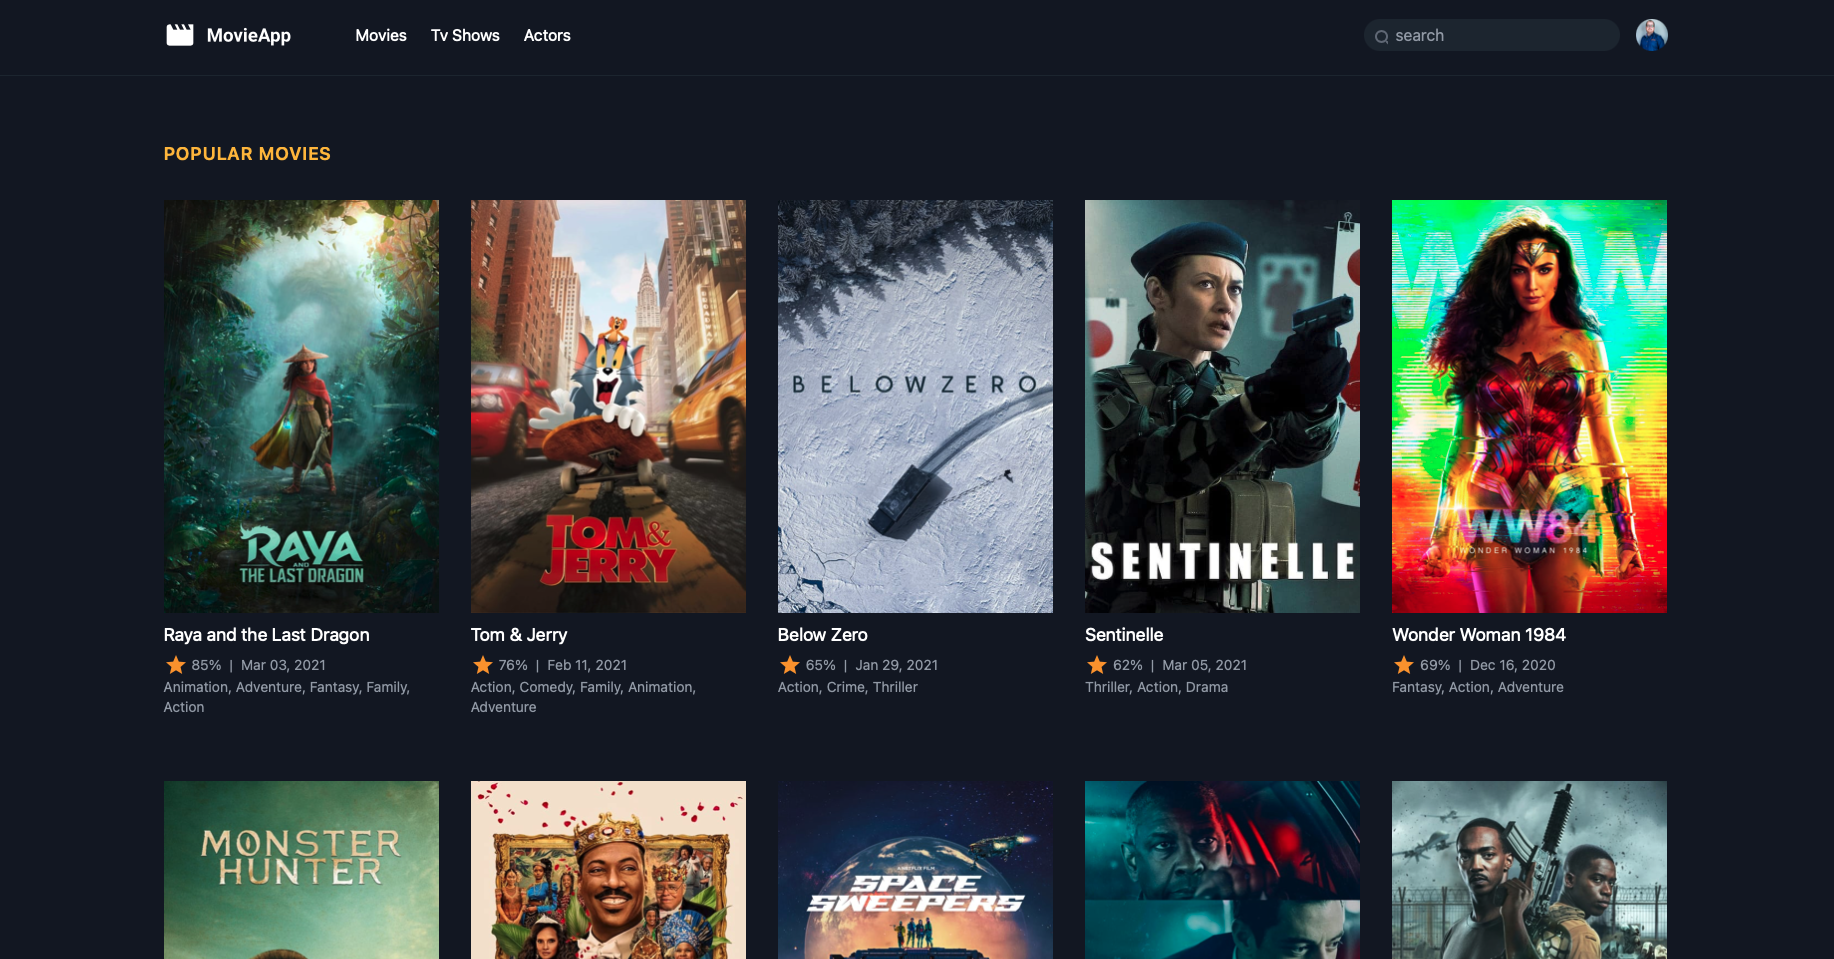 MovieApp
Movies
Tv Shows
Actors
search
POPULAR MOVIES
RAYA
AND
THE LAST DRAGON
TOM &
JERRY
BELOW ZERO
SENTINELLE
WW84
WONDER WOMAN 1984
Raya and the Last Dragon
85% | Mar 03, 2021
Animation, Adventure, Fantasy, Family,
Action
Tom & Jerry
76% | Feb 11, 2021
Action, Comedy, Family, Animation,
Adventure
Below Zero
65% | Jan 29, 2021
Action, Crime, Thriller
Sentinelle
62% | Mar 05, 2021
Thriller, Action, Drama
Wonder Woman 1984
69% | Dec 16, 2020
Fantasy, Action, Adventure
MONSTER
HUNTER
A NETFLIX FILM
SPACE
SWEEPERS